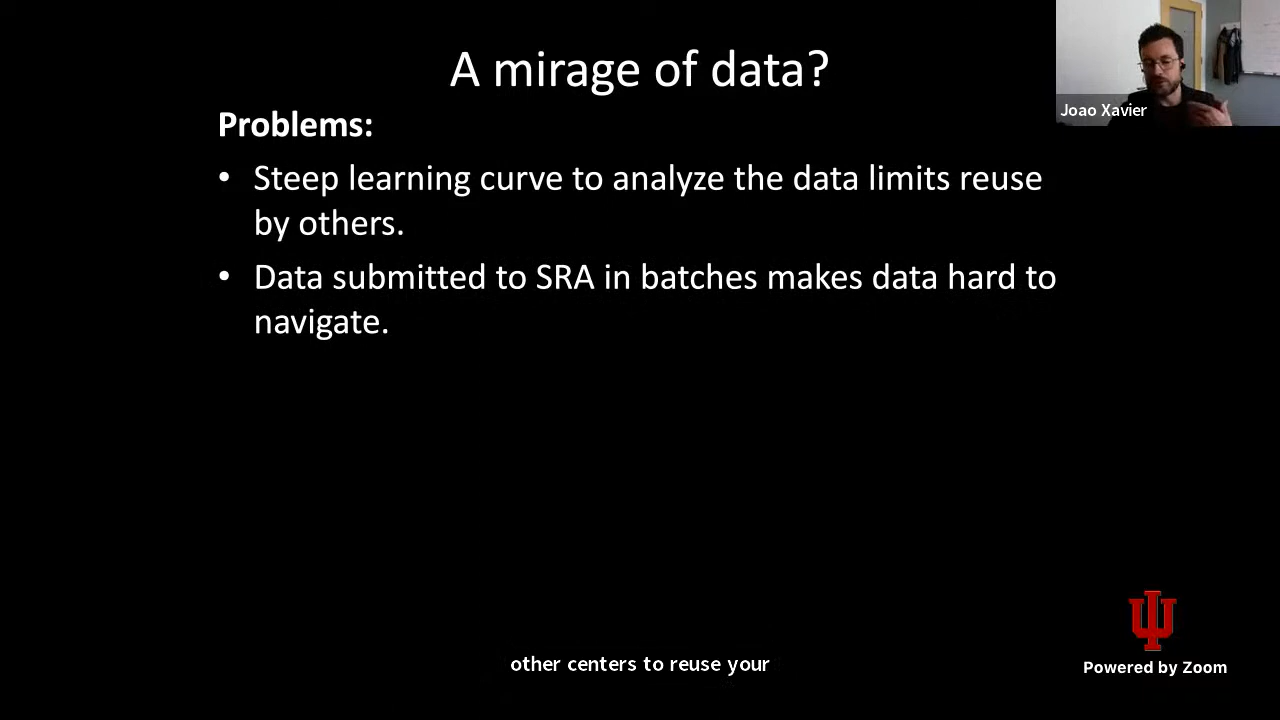 A mirage of data?
Problems:
• Steep learning curve to analyze the data limits reuse
by others.
• Data submitted to SRA in batches makes data hard to
navigate.
Joao Xavier
other centers to reuse your
Powered by Zoom